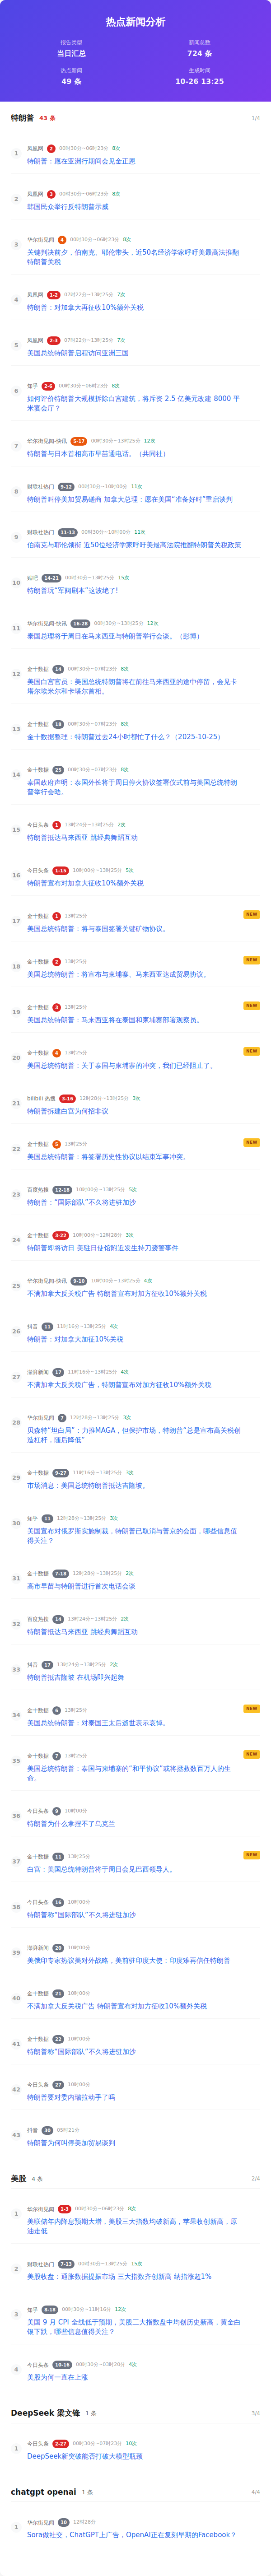 热点新闻分析
报告类型
当日汇总
新闻总数
724 条
热点新闻
49 条
生成时间
10-26 13:25
特朗普 43 条 1/4
1 凤凰网 2 00时30分~06时23分 8次
特朗普：愿在亚洲行期间会见金正恩
2 凤凰网 3 00时30分~06时23分 8次
韩国民众举行反特朗普示威
3 华尔街见闻 4 00时30分~06时23分 8次
关键判决前夕，伯南克、耶伦带头，近50名经济学家呼吁美最高法推翻
特朗普关税
4 凤凰网 1-2 07时22分~13时25分 7次
特朗普：对加拿大再征收10%额外关税
5 凤凰网 2-3 07时22分~13时25分 7次
美国总统特朗普启程访问亚洲三国
6 知乎 2-4 00时30分~06时23分 8次
如何评价特朗普大规模拆除白宫建筑，将斥资 2.5 亿美元改建 8000 平
米宴会厅？
7 华尔街见闻-快讯 5-17 00时30分~13时25分 12次
特朗普与日本首相高市早苗通电话。（共同社）
8 财联社热门 9-12 00时30分~10时00分 11次
特朗普叫停美加贸易磋商 加拿大总理：愿在美国“准备好时”重启谈判
9 财联社热门 11-13 00时30分~10时00分 11次
伯南克与耶伦领衔 近50位经济学家呼吁美最高法院推翻特朗普关税政策
10 贴吧 14-21 00时30分~13时25分 15次
特朗普玩“军阀剧本”这波绝了!
11 华尔街见闻-快讯 16-28 00时30分~13时25分 12次
泰国总理将于周日在马来西亚与特朗普举行会谈。（彭博）
12 金十数据 14 00时30分~07时23分 8次
美国白宫官员：美国总统特朗普将在前往马来西亚的途中停留，会见卡
塔尔埃米尔和卡塔尔首相。
13 金十数据 18 00时30分~07时23分 8次
金十数据整理：特朗普过去24小时都忙了什么？（2025-10-25）
14 金十数据 25 00时30分~07时23分 8次
泰国政府声明：泰国外长将于周日停火协议签署仪式前与美国总统特朗
普举行会晤。
15 今日头条 1 13时24分~13时25分 2次
特朗普抵达马来西亚 跳经典舞蹈互动
16 今日头条 1-15 10时00分~13时25分 5次
特朗普宣布对加拿大征收10%额外关税
17 金十数据 1 13时25分 NEW
美国总统特朗普：将与泰国签署关键矿物协议。
18 金十数据 2 13时25分 NEW
美国总统特朗普：将宣布与柬埔寨、马来西亚达成贸易协议。
19 金十数据 3 13时25分 NEW
美国总统特朗普：马来西亚将在泰国和柬埔寨部署观察员。
20 金十数据 4 13时25分 NEW
美国总统特朗普：关于泰国与柬埔寨的冲突，我们已经阻止了。
21 bilibili 热搜 3-16 12时28分~13时25分 3次
特朗普拆建白宫为何招非议
22 金十数据 5 13时25分 NEW
美国总统特朗普：将签署历史性协议以结束军事冲突。
23 百度热搜 12-18 10时00分~13时25分 5次
特朗普：“国际部队”不久将进驻加沙
24 金十数据 3-22 10时00分~12时28分 3次
特朗普即将访日 美驻日使馆附近发生持刀袭警事件
25 华尔街见闻-快讯 9-10 10时30分~13时25分 4次
不满加拿大反关税广告 特朗普宣布对加方征收10%额外关税
26 抖音 11 11时16分~13时25分 4次
特朗普：对加拿大加征10%关税
27 澎湃新闻 17 11时16分~13时25分 4次
不满加拿大反关税广告，特朗普宣布对加方征收10%额外关税
28 华尔街见闻 7 12时28分~13时25分 3次
贝森特“坦白局”：力推MAGA，但保护市场，特朗普“总是宣布高关税创
造杠杆，随后降低”
29 金十数据 9-27 11时16分~13时25分 3次
市场消息：美国总统特朗普抵达吉隆坡。
30 知乎 11 12时28分~13时25分 3次
美国宣布对俄罗斯实施制裁，特朗普已取消与普京的会面，哪些信息值
得关注？
31 金十数据 7-18 12时28分~13时25分 2次
高市早苗与特朗普进行首次电话会谈
32 百度热搜 14 13时24分~13时25分 2次
特朗普抵达马来西亚 跳经典舞蹈互动
33 抖音 17 13时24分~13时25分 2次
特朗普抵吉隆坡 在机场即兴起舞
34 金十数据 6 13时25分 NEW
美国总统特朗普：对泰国王太后逝世表示哀悼。
35 金十数据 7 13时25分 NEW
美国总统特朗普：泰国与柬埔寨的“和平协议”或将拯救数百万人的生
命。
36 今日头条 9 10时00分
特朗普为什么拿捏不了乌克兰
37 金十数据 11 13时25分 NEW
白宫：美国总统特朗普将于周日会见巴西领导人。
38 今日头条 16 10时00分
特朗普称“国际部队”不久将进驻加沙
39 澎湃新闻 20 10时00分
美俄印专家热议美对外战略，美前驻印度大使：印度难再信任特朗普
40 金十数据 21 10时00分
不满加拿大反关税广告 特朗普宣布对加方征收10%额外关税
41 金十数据 22 10时00分
特朗普称“国际部队”不久将进驻加沙
42 今日头条 27 10时00分
特朗普要对委内瑞拉动手了吗
43 抖音 30 05时21分
特朗普为何叫停美加贸易谈判
美股 4 条 2/4
1 华尔街见闻 1-3 00时30分~06时23分 8次
美联储年内降息预期大增，美股三大指数均破新高，苹果收创新高，原
油走低
2 财联社热门 7-13 00时30分~13时25分 15次
美股收盘：通胀数据提振市场 三大指数齐创新高 纳指涨超1%
3 知乎 8-18 00时30分~11时16分 12次
美国 9 月 CPI 全线低于预期，美股三大指数盘中均创历史新高，黄金白
银下跌，哪些信息值得关注？
4 今日头条 10-16 00时30分~03时20分 4次
美股为何一直在上涨
DeepSeek 梁文锋 1 条 3/4
1 今日头条 2-27 00时30分~07时23分 10次
DeepSeek新突破能否打破大模型瓶颈
chatgpt openai 1 条 4/4
1 华尔街见闻 10 12时28分
Sora做社交，ChatGPT上广告，OpenAI正在复刻早期的Facebook？